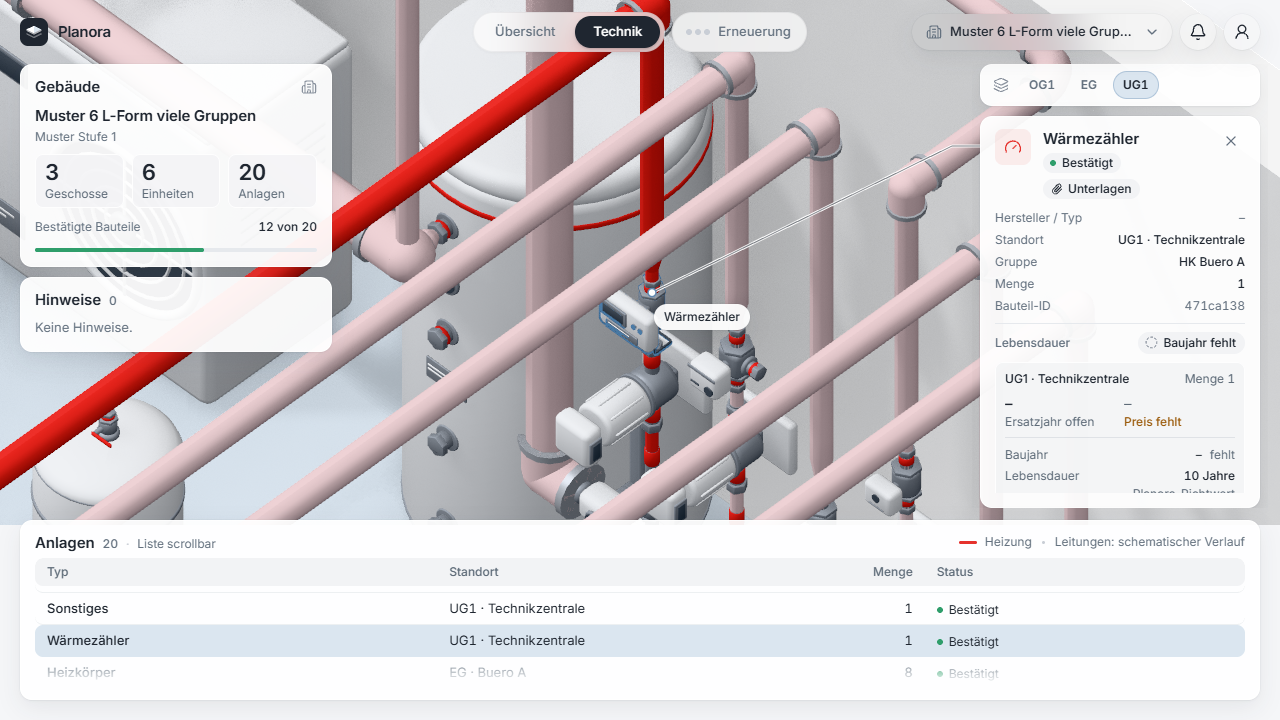 Planora
Übersicht
Technik
Erneuerung
Muster 6 L-Form viele Grup...
Gebäude
Muster 6 L-Form viele Gruppen
Muster Stufe 1
3
Geschosse
6
Einheiten
20
Anlagen
Bestätigte Bauteile
12 von 20
Hinweise 0
Keine Hinweise.
Wärmezähler
OG1
EG
UG1
Wärmezähler
Bestätigt
Unterlagen
Hersteller / Typ –
Standort UG1 · Technikzentrale
Gruppe HK Buero A
Menge 1
Bauteil-ID 471ca138
Lebensdauer Baujahr fehlt
UG1 · Technikzentrale Menge 1
– –
Ersatzjahr offen Preis fehlt
Baujahr – fehlt
Lebensdauer 10 Jahre
Planora-Richtwert
Anlagen 20 · Liste scrollbar
Heizung · Leitungen: schematischer Verlauf
Typ Standort Menge Status
Sonstiges UG1 · Technikzentrale 1 Bestätigt
Wärmezähler UG1 · Technikzentrale 1 Bestätigt
Heizkörper EG · Buero A 8 Bestätigt